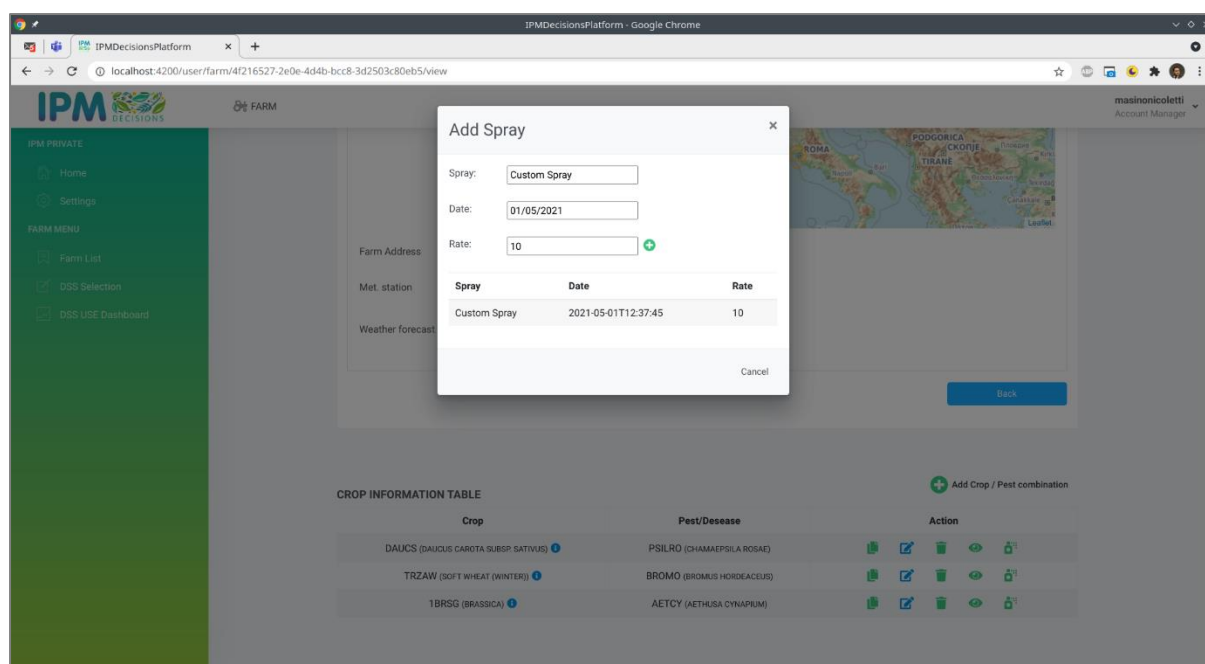 IPMDecisionsPlatform - Google Chrome
IPMDecisionsPlatform
localhost:4200/user/farm/4f216527-2e0e-4d4b-bcc8-3d2503c80eb5/view
IPM DECISIONS
FARM
masinonicoletti
Account Manager
IPM PRIVATE
Home
Settings
FARM MENU
Farm List
DSS Selection
DSS USE Dashboard
Add Spray
×
Spray: Custom Spray
Date: 01/05/2021
Rate: 10
Spray Date Rate
Custom Spray 2021-05-01T12:37:45 10
Cancel
ROMA
PODGORICA
СКОПЈЕ
TIRANË
Leaflet
Farm Address
Met. station
Weather forecast
Back
Add Crop / Pest combination
CROP INFORMATION TABLE
Crop Pest/Desease Action
DAUCS (DAUCUS CAROTA SUBSP. SATIVUS) PSILRO (CHAMAEPSILA ROSAE)
TRZAW (SOFT WHEAT (WINTER)) BROMO (BROMUS HORDEACEUS)
1BRSG (BRASSICA) AETCY (AETHUSA CYNAPIUM)